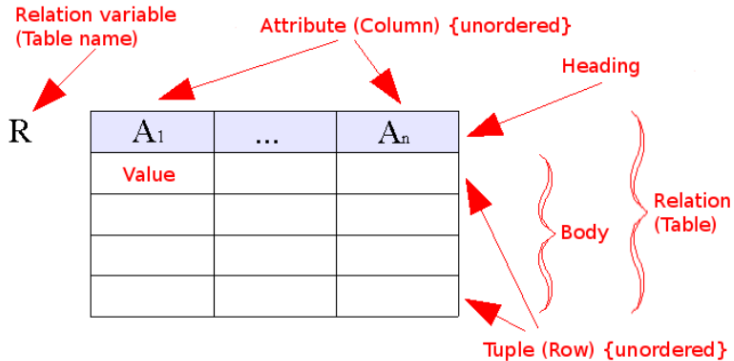 Relation variable
(Table name)
Attribute (Column) {unordered}
Heading
R
A1
...
An
Value
Relation
(Table)
Body
Tuple (Row) {unordered}